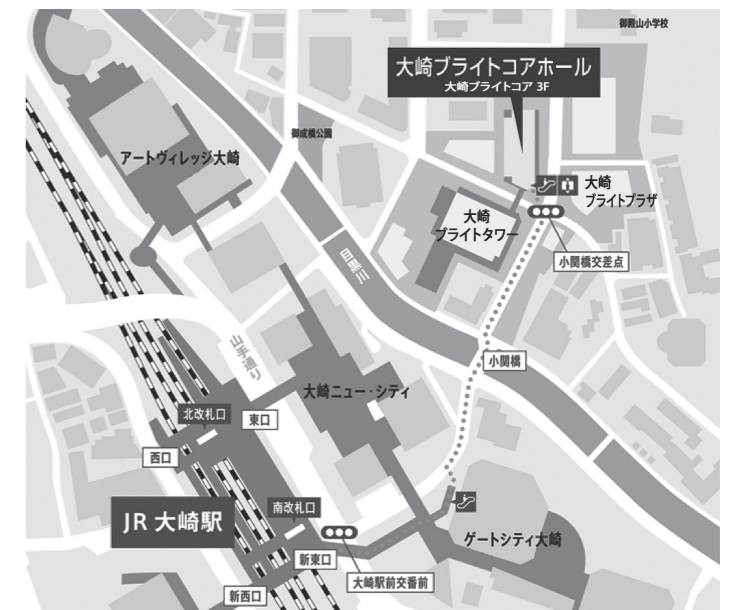 御殿山小学校
大崎ブライトコアホール
大崎ブライトコア 3F
御成橋公園
アートヴィレッジ大崎
大崎
ブライトプラザ
大崎
ブライトタワー
小関橋交差点
目黒川
山手通り
小関橋
大崎ニュー・シティ
北改札口
東口
西口
JR 大崎駅
南改札口
ゲートシティ大崎
新東口
大崎駅前交番前
新西口